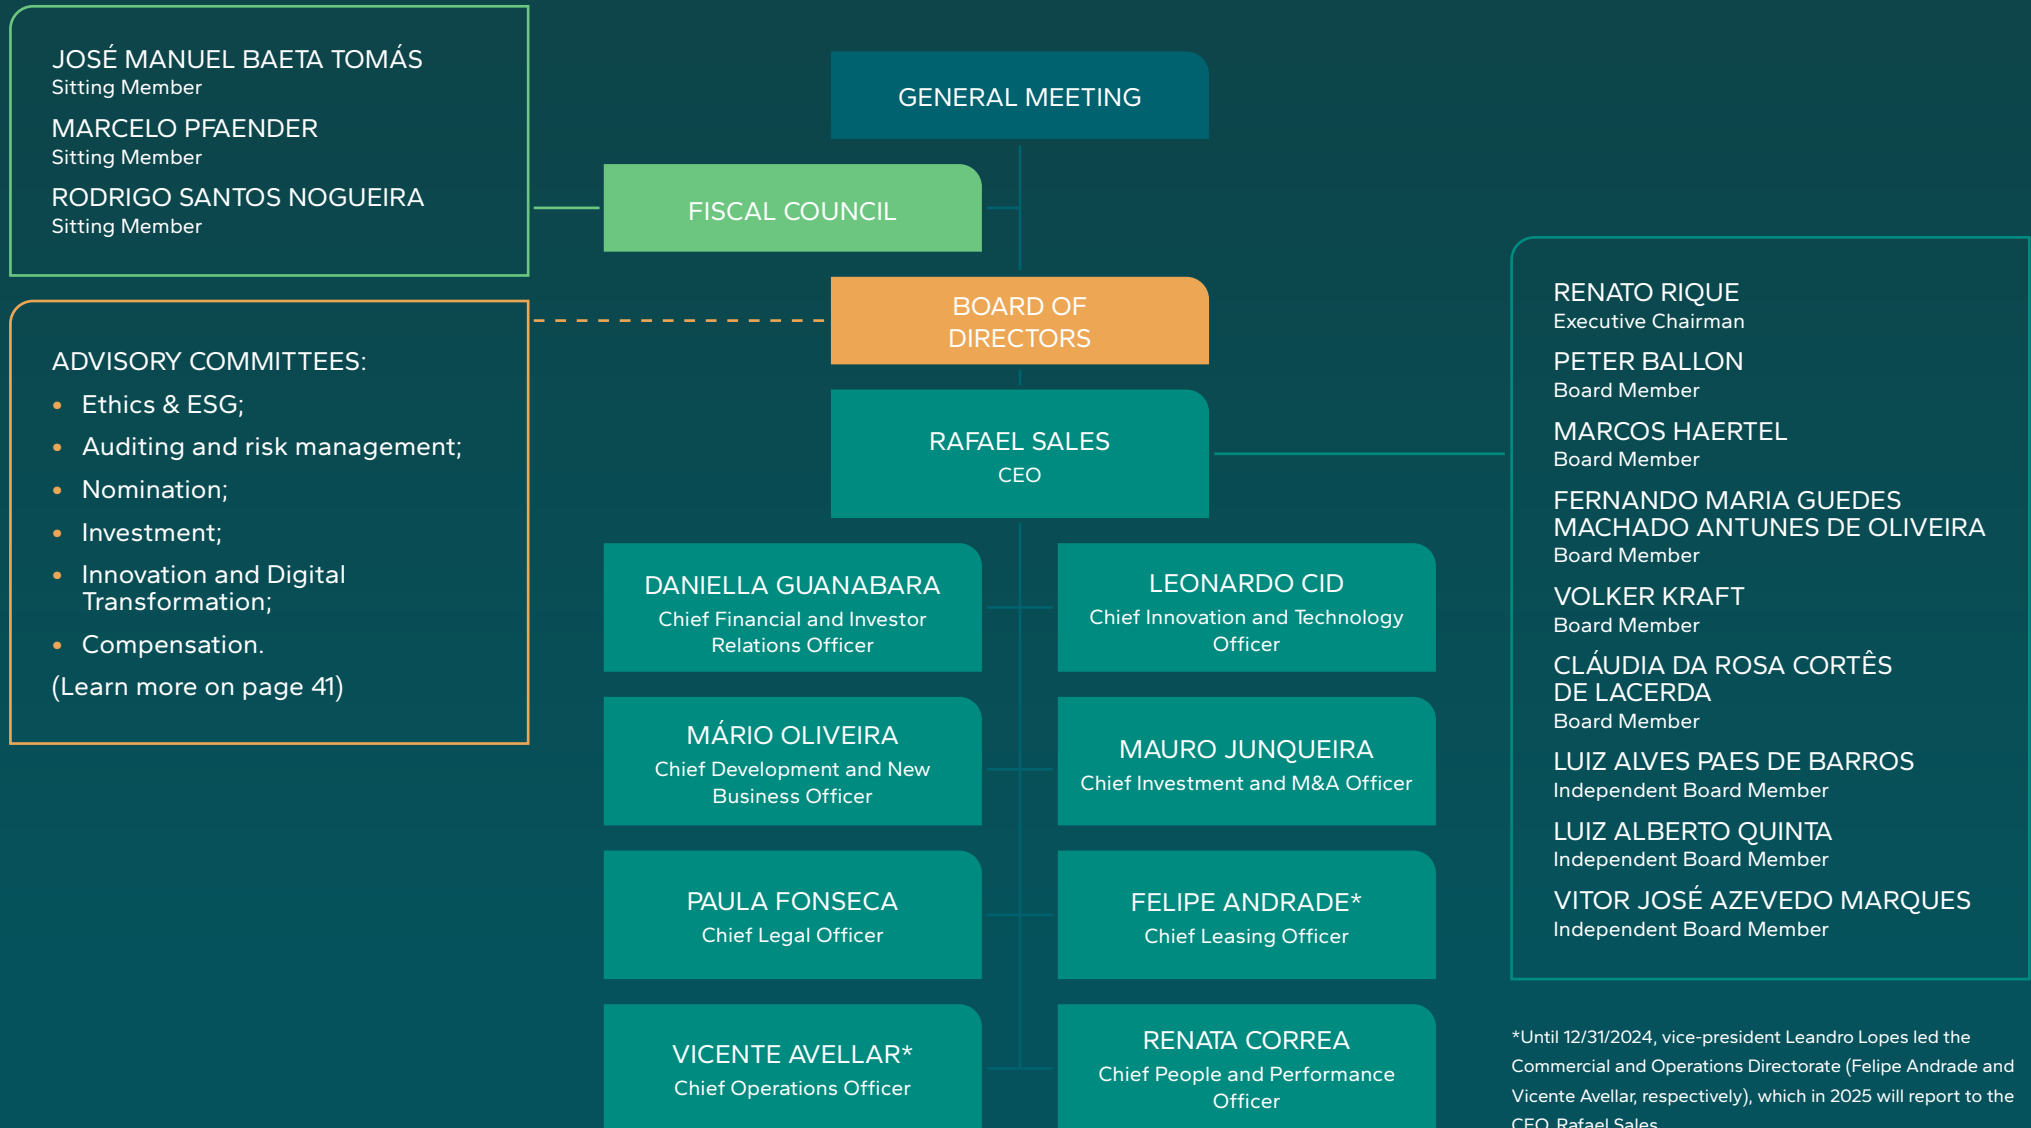 JOSÉ MANUEL BAETA TOMÁS
Sitting Member
MARCELO PFAENDER
Sitting Member
RODRIGO SANTOS NOGUEIRA
Sitting Member
GENERAL MEETING
FISCAL COUNCIL
BOARD OF
DIRECTORS
ADVISORY COMMITTEES:
• Ethics & ESG;
• Auditing and risk management;
• Nomination;
• Investment;
• Innovation and Digital
Transformation;
• Compensation.
(Learn more on page 41)
RAFAEL SALES
CEO
DANIELLA GUANABARA
Chief Financial and Investor
Relations Officer
LEONARDO CID
Chief Innovation and Technology
Officer
MÁRIO OLIVEIRA
Chief Development and New
Business Officer
MAURO JUNQUEIRA
Chief Investment and M&A Officer
PAULA FONSECA
Chief Legal Officer
FELIPE ANDRADE*
Chief Leasing Officer
VICENTE AVELLAR*
Chief Operations Officer
RENATA CORREA
Chief People and Performance
Officer
RENATO RIQUE
Executive Chairman
PETER BALLON
Board Member
MARCOS HAERTEL
Board Member
FERNANDO MARIA GUEDES
MACHADO ANTUNES DE OLIVEIRA
Board Member
VOLKER KRAFT
Board Member
CLÁUDIA DA ROSA CORTÊS
DE LACERDA
Board Member
LUIZ ALVES PAES DE BARROS
Independent Board Member
LUIZ ALBERTO QUINTA
Independent Board Member
VITOR JOSÉ AZEVEDO MARQUES
Independent Board Member
*Until 12/31/2024, vice-president Leandro Lopes led the
Commercial and Operations Directorate (Felipe Andrade and
Vicente Avellar, respectively), which in 2025 will report to the
CEO, Rafael Sales